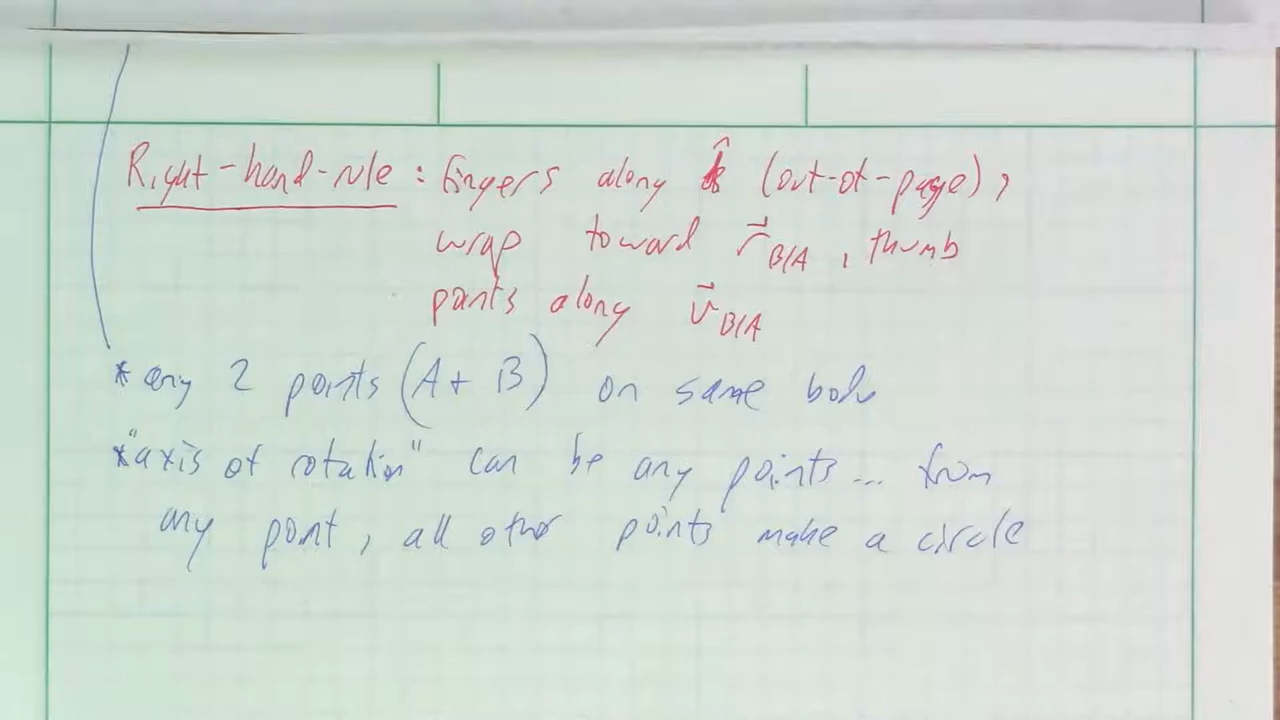 Right-hand-rule : fingers along k̂ (out-of-page),
wrap toward r⃗B/A, thumb
points along v⃗B/A
* any 2 points (A + B) on same body
* "axis of rotation" can be any points... from
any point, all other points make a circle